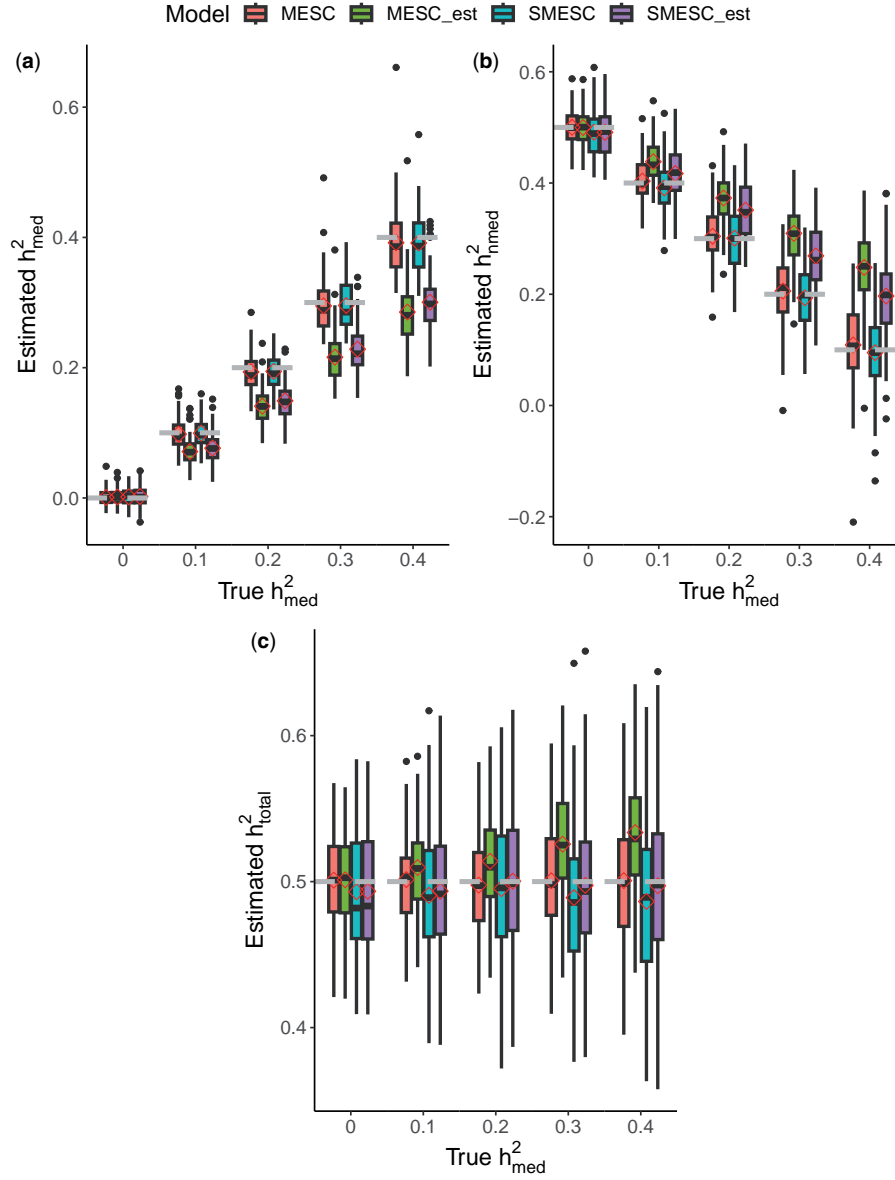 Model MESC MESC_est SMESC SMESC_est
(a)
Estimated h²med
0.6
0.4
0.2
0.0
0 0.1 0.2 0.3 0.4
True h²med
(b)
Estimated h²nmed
0.6
0.4
0.2
0.0
−0.2
0 0.1 0.2 0.3 0.4
True h²med
(c)
Estimated h²total
0.6
0.5
0.4
0 0.1 0.2 0.3 0.4
True h²med